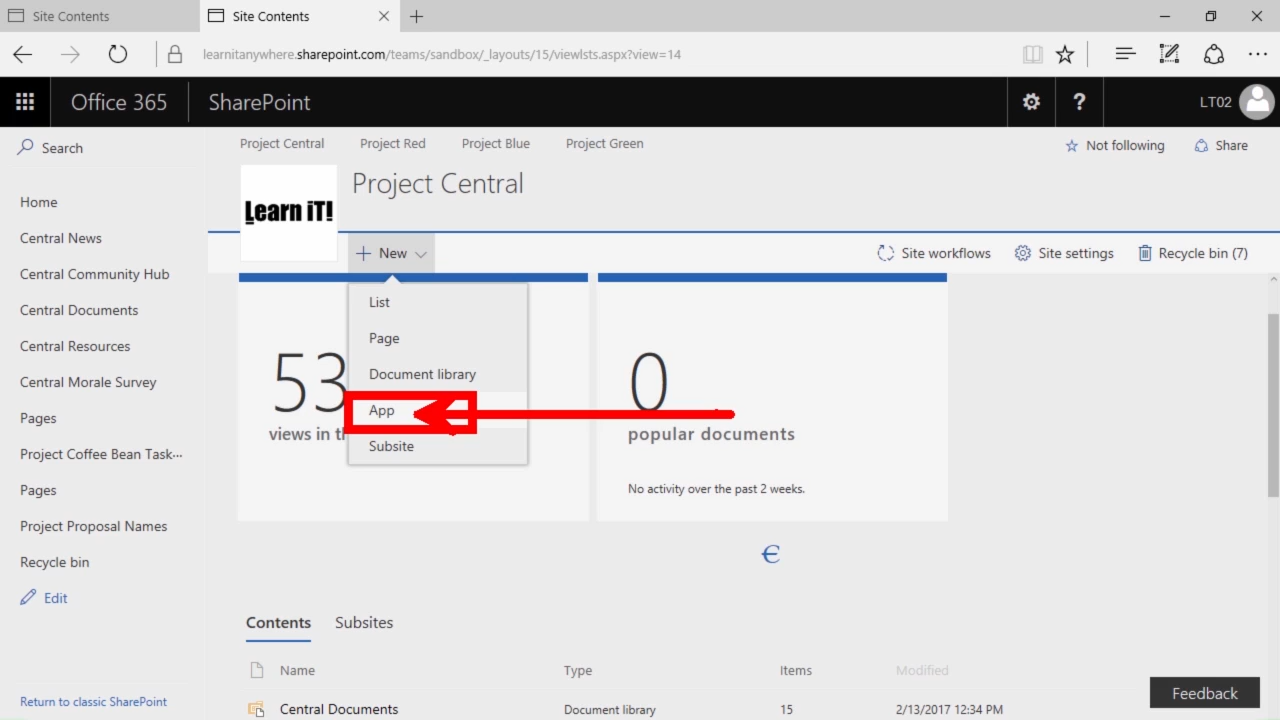 Site Contents
Site Contents
learnitanywhere.sharepoint.com/teams/sandbox/_layouts/15/viewlsts.aspx?view=14
Office 365
SharePoint
?
LT02
Search
Project Central
Project Red
Project Blue
Project Green
Not following
Share
Learn iT!
Project Central
Home
Central News
Central Community Hub
Central Documents
Central Resources
Central Morale Survey
Pages
Project Coffee Bean Task...
Pages
Project Proposal Names
Recycle bin
Edit
Return to classic SharePoint
+ New
Site workflows
Site settings
Recycle bin (7)
List
Page
Document library
App
Subsite
53
views in th
0
popular documents
No activity over the past 2 weeks.
Contents
Subsites
Name
Type
Items
Modified
Central Documents
Document library
15
2/13/2017 12:34 PM
Feedback